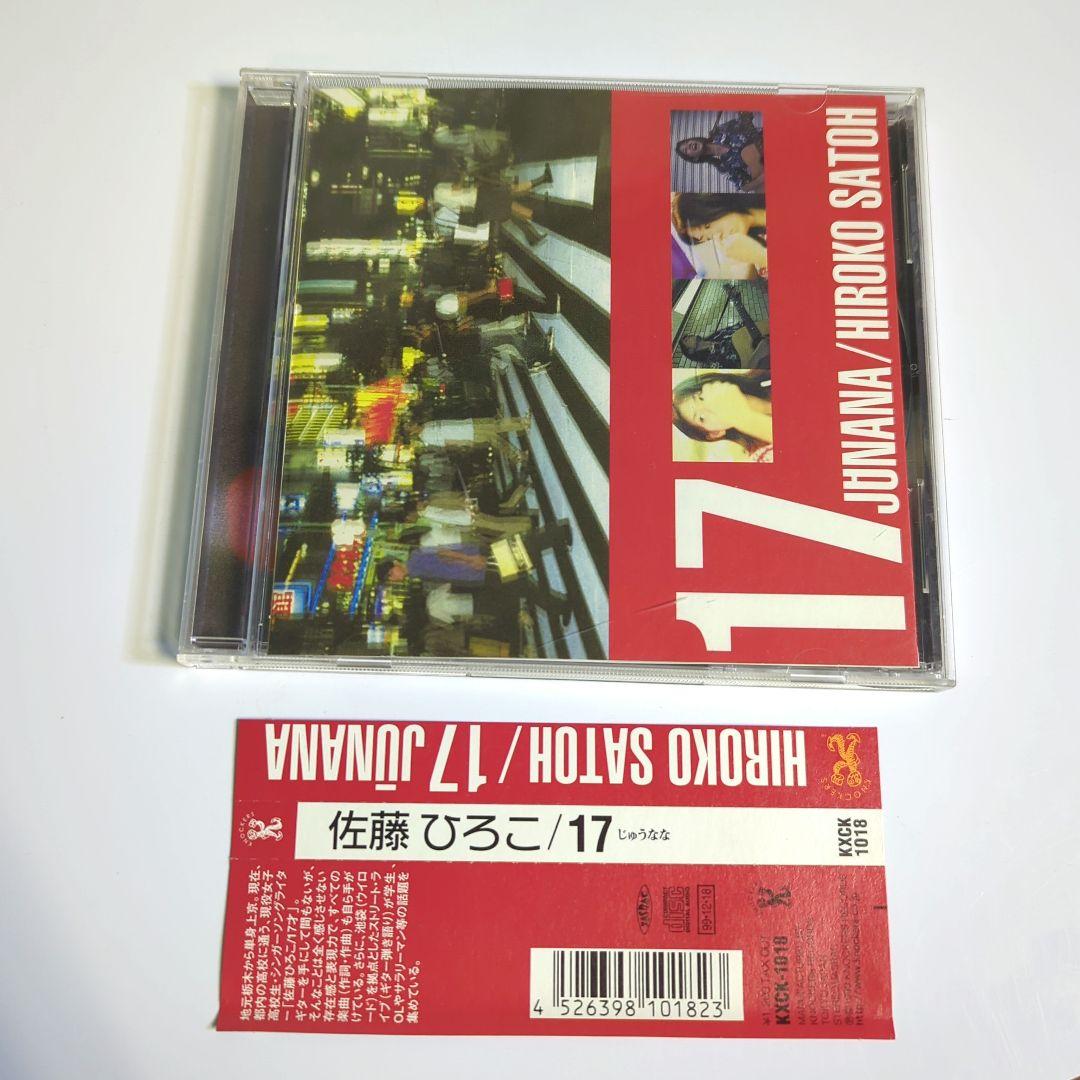 17
JŪNANA/HIROKO SATOH
館
HIROKO SATOH/17 JŪNANA
KNOCKERS
KNOCKERS
佐藤 ひろこ/17 じゅうなな
KXCK
1018
地元栃木から単身上京。現在、
都内の高校に通う、現役女子
高校生・シンガーソングライタ
ー「佐藤ひろこ/17才」。
ギターを手にして間もないが、
そんなことは全く感じさせない
存在感と表現力で、すべての
楽曲(作詞・作曲)も自ら手が
けている。さらに、池袋(ウイロ
ード)を拠点としたストリート・ラ
イブ(ギター弾き語り)が学生、
OLやサラリーマン等の話題を
集めている。
JASRAC
COMPACT
disc
DIGITAL AUDIO
99・12・18
4 526398 101823
KXCK-1018